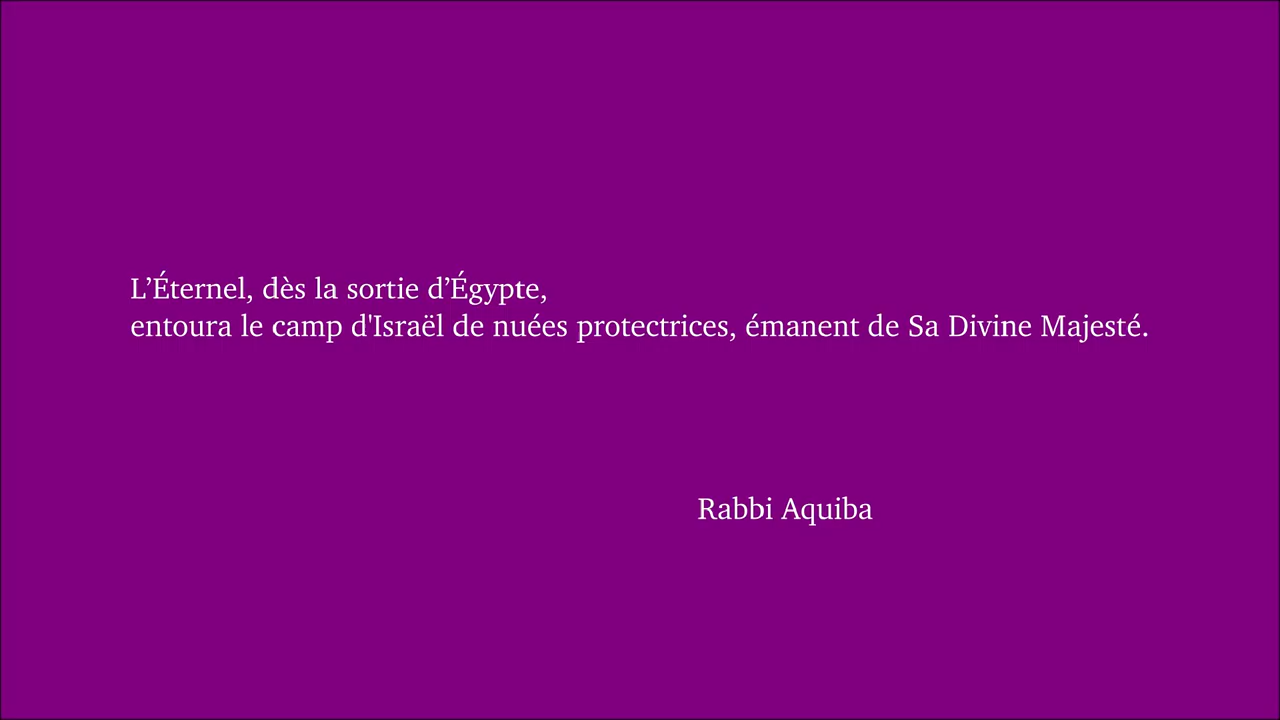 L’Éternel, dès la sortie d’Égypte,
entoura le camp d'Israël de nuées protectrices, émanent de Sa Divine Majesté.
Rabbi Aquiba